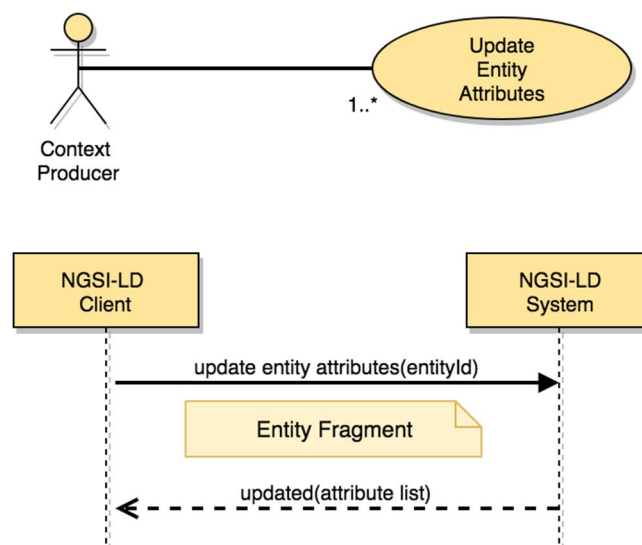 Update
Entity
Attributes
1..*
Context
Producer
NGSI-LD
Client
NGSI-LD
System
update entity attributes(entityId)
Entity Fragment
updated(attribute list)